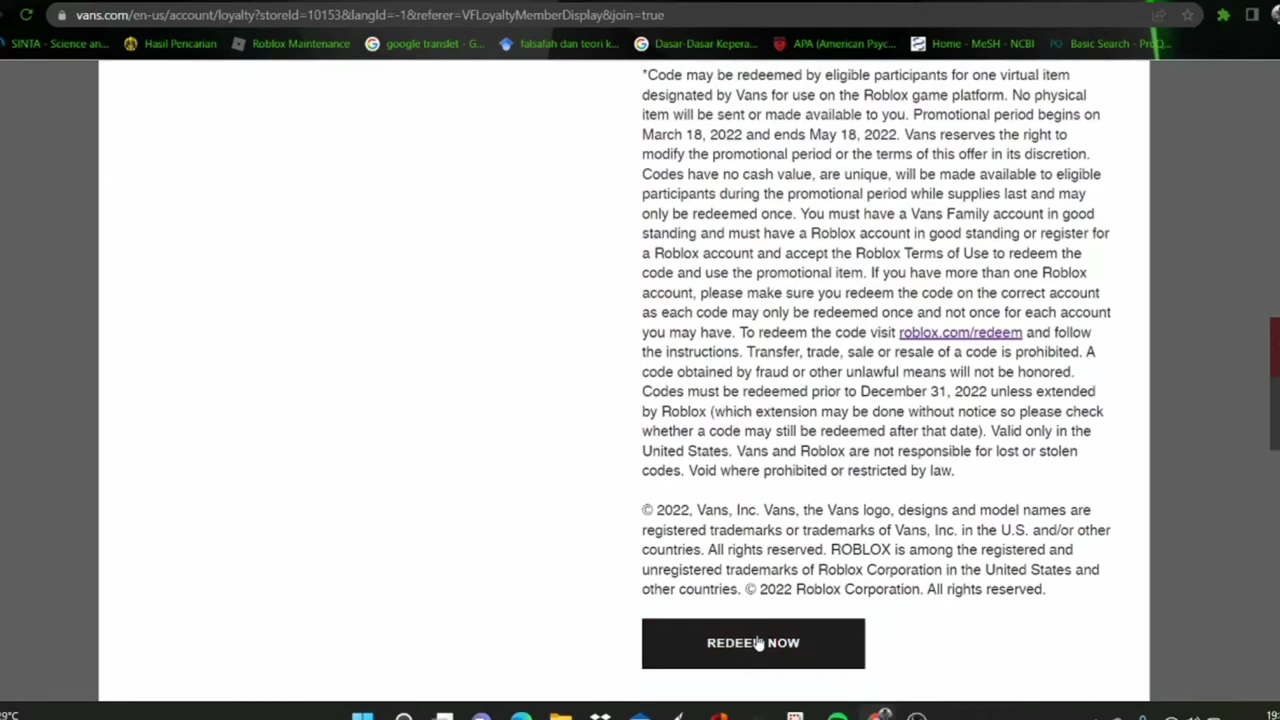 vans.com/en-us/account/loyalty?storeId=10153&langId=-1&referer=VFLoyaltyMemberDisplay&join=true
SINTA - Science an...
Hasil Pencarian
Roblox Maintenance
google translet - G...
falsafah dan teori k...
Dasar-Dasar Kepera...
APA (American Psyc...
Home - MeSH - NCBI
Basic Search - ProQ...
*Code may be redeemed by eligible participants for one virtual item
designated by Vans for use on the Roblox game platform. No physical
item will be sent or made available to you. Promotional period begins on
March 18, 2022 and ends May 18, 2022. Vans reserves the right to
modify the promotional period or the terms of this offer in its discretion.
Codes have no cash value, are unique, will be made available to eligible
participants during the promotional period while supplies last and may
only be redeemed once. You must have a Vans Family account in good
standing and must have a Roblox account in good standing or register for
a Roblox account and accept the Roblox Terms of Use to redeem the
code and use the promotional item. If you have more than one Roblox
account, please make sure you redeem the code on the correct account
as each code may only be redeemed once and not once for each account
you may have. To redeem the code visit roblox.com/redeem and follow
the instructions. Transfer, trade, sale or resale of a code is prohibited. A
code obtained by fraud or other unlawful means will not be honored.
Codes must be redeemed prior to December 31, 2022 unless extended
by Roblox (which extension may be done without notice so please check
whether a code may still be redeemed after that date). Valid only in the
United States. Vans and Roblox are not responsible for lost or stolen
codes. Void where prohibited or restricted by law.
© 2022, Vans, Inc. Vans, the Vans logo, designs and model names are
registered trademarks or trademarks of Vans, Inc. in the U.S. and/or other
countries. All rights reserved. ROBLOX is among the registered and
unregistered trademarks of Roblox Corporation in the United States and
other countries. © 2022 Roblox Corporation. All rights reserved.
REDEEM NOW